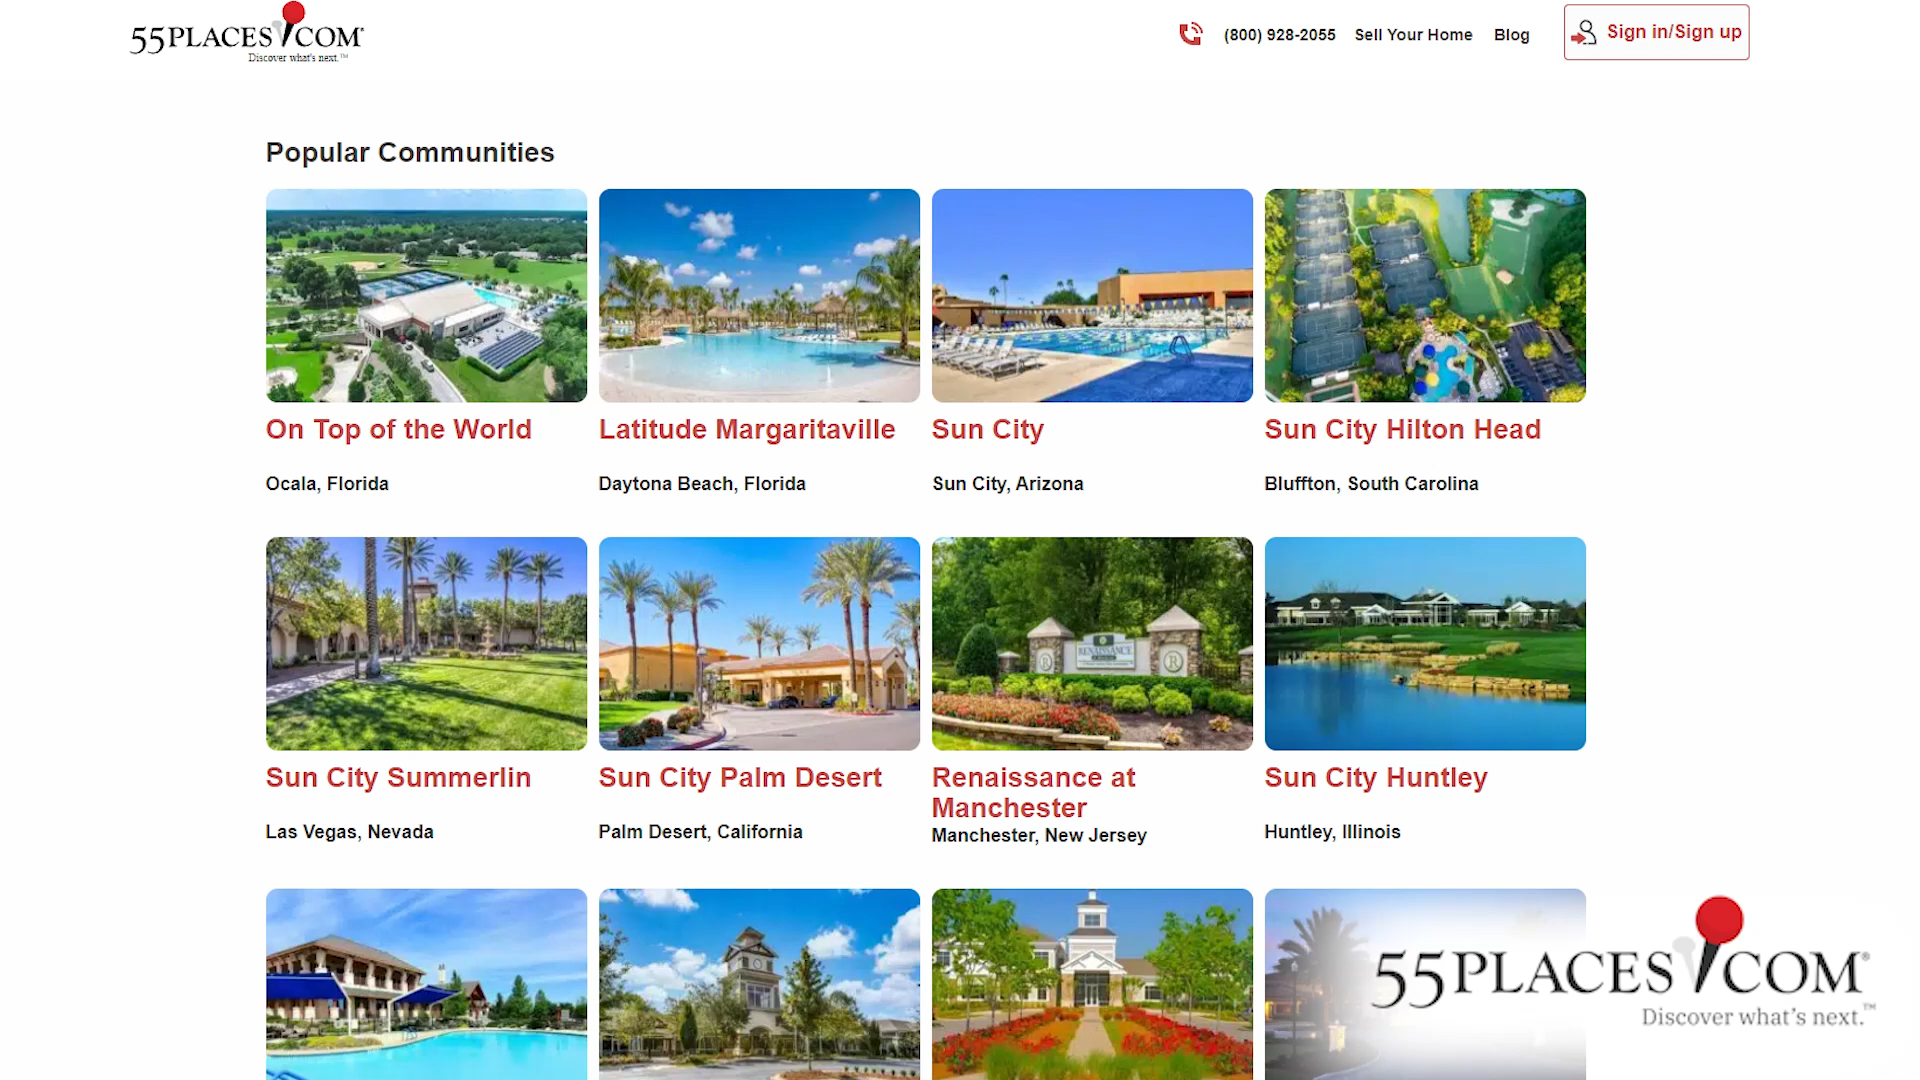 55PLACES.COM®
Discover what's next.™
(800) 928-2055
Sell Your Home
Blog
Sign in/Sign up
Popular Communities
On Top of the World
Latitude Margaritaville
Sun City
Sun City Hilton Head
Ocala, Florida
Daytona Beach, Florida
Sun City, Arizona
Bluffton, South Carolina
RENAISSANCE
R
R
Sun City Summerlin
Sun City Palm Desert
Renaissance at
Manchester
Sun City Huntley
Las Vegas, Nevada
Palm Desert, California
Manchester, New Jersey
Huntley, Illinois
55PLACES.COM®
Discover what's next.™